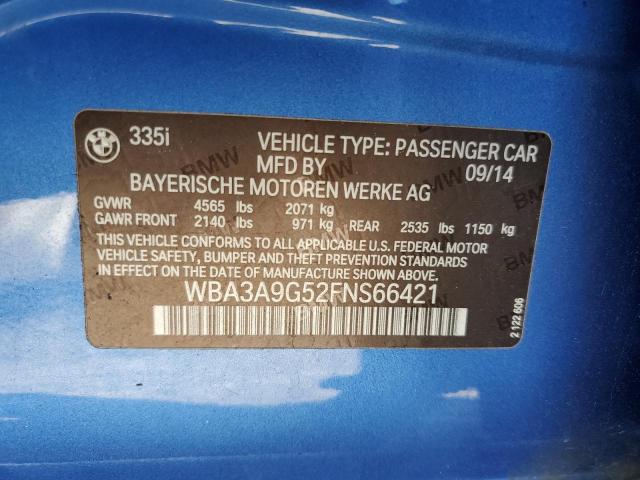 335i VEHICLE TYPE: PASSENGER CAR
MFD BY 09/14
BAYERISCHE MOTOREN WERKE AG
GVWR 4565 lbs 2071 kg
GAWR FRONT 2140 lbs 971 kg REAR 2535 lbs 1150 kg
THIS VEHICLE CONFORMS TO ALL APPLICABLE U.S. FEDERAL MOTOR
VEHICLE SAFETY, BUMPER AND THEFT PREVENTION STANDARDS
IN EFFECT ON THE DATE OF MANUFACTURE SHOWN ABOVE.
WBA3A9G52FNS66421
2 122 606